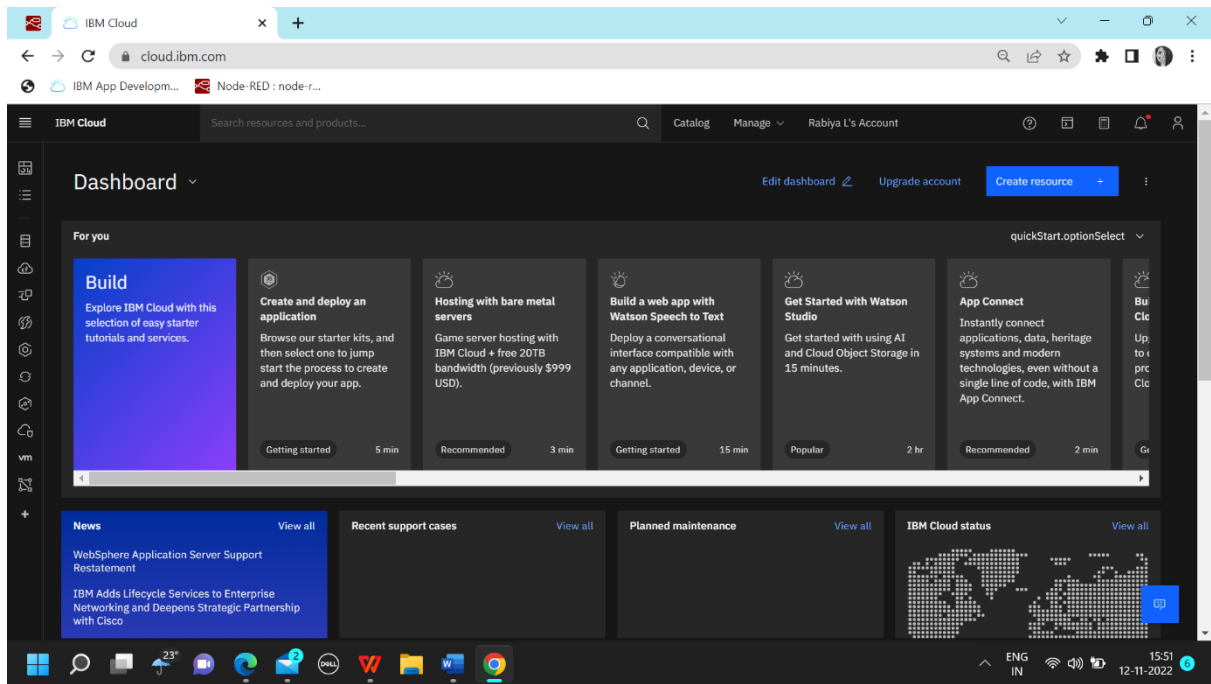 IBM Cloud
cloud.ibm.com
IBM App Developm...
Node-RED : node-r...
IBM Cloud
Search resources and products...
Catalog
Manage
Rabiya L's Account
Dashboard
Edit dashboard
Upgrade account
Create resource +
For you
quickStart.optionSelect
Build
Explore IBM Cloud with this
selection of easy starter
tutorials and services.
Create and deploy an
application
Browse our starter kits, and
then select one to jump
start the process to create
and deploy your app.
Getting started
5 min
Hosting with bare metal
servers
Game server hosting with
IBM Cloud + free 20TB
bandwidth (previously $999
USD).
Recommended
3 min
Build a web app with
Watson Speech to Text
Deploy a conversational
interface compatible with
any application, device, or
channel.
Getting started
15 min
Get Started with Watson
Studio
Get started with using AI
and Cloud Object Storage in
15 minutes.
Popular
2 hr
App Connect
Instantly connect
applications, data, heritage
systems and modern
technologies, even without a
single line of code, with IBM
App Connect.
Recommended
2 min
vm
News
View all
WebSphere Application Server Support
Restatement
IBM Adds Lifecycle Services to Enterprise
Networking and Deepens Strategic Partnership
with Cisco
Recent support cases
View all
Planned maintenance
View all
IBM Cloud status
View all
23°
2
DELL
W
ENG
IN
15:51
12-11-2022
6